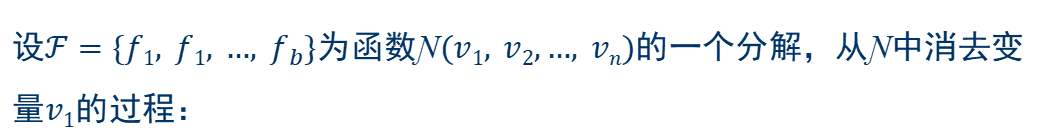 设ℱ = {f₁, f₁, …, f_b}为函数N(v₁, v₂,…, vₙ)的一个分解，从N中消去变
量v₁的过程：